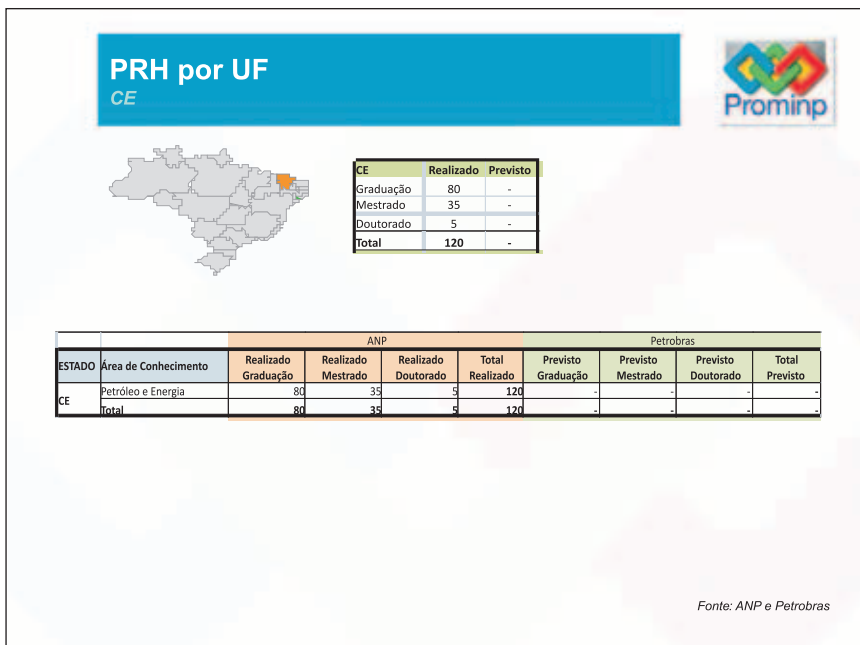 PRH por UF
CE
Prominp
CE Realizado Previsto
Graduação 80 -
Mestrado 35 -
Doutorado 5 -
Total 120 -
ANP Petrobras
ESTADO Área de Conhecimento Realizado Graduação Realizado Mestrado Realizado Doutorado Total Realizado Previsto Graduação Previsto Mestrado Previsto Doutorado Total Previsto
CE Petróleo e Energia 80 35 5 120 - - - -
Total 80 35 5 120 - - - -
Fonte: ANP e Petrobras